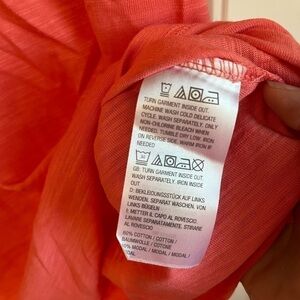 TURN GARMENT INSIDE OUT.
MACHINE WASH COLD DELICATE
CYCLE. WASH SEPARATELY. ONLY
NON-CHLORINE BLEACH WHEN
NEEDED. TUMBLE DRY LOW. IRON
ON REVERSE SIDE. WARM IRON IF
NEEDED
GB: TURN GARMENT INSIDE OUT.
WASH SEPARATELY. IRON INSIDE
OUT.
D: BEKLEIDUNGSSTÜCK AUF LINKS
WENDEN. SEPARAT WASCHEN. VON
LINKS BÜGELN
I: METTER IL CAPO AL ROVESCIO.
LAVARE SEPARATAMENTE. STIRARE
AL ROVESCIO.
60% COTTON / COTTON /
BAUMWOLLE / COTONE
MODAL / MODAL / MODAL /
MODAL